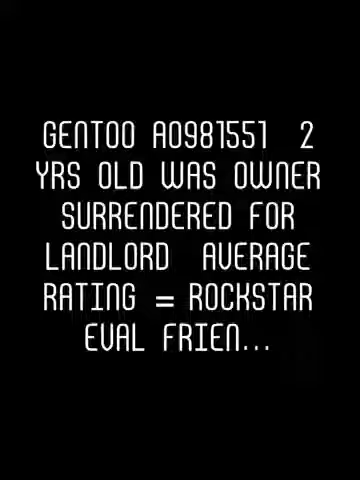 GENTOO A0981551  2
YRS OLD WAS OWNER
SURRENDERED FOR
LANDLORD  AVERAGE
RATING = ROCKSTAR
EVAL FRIEN...